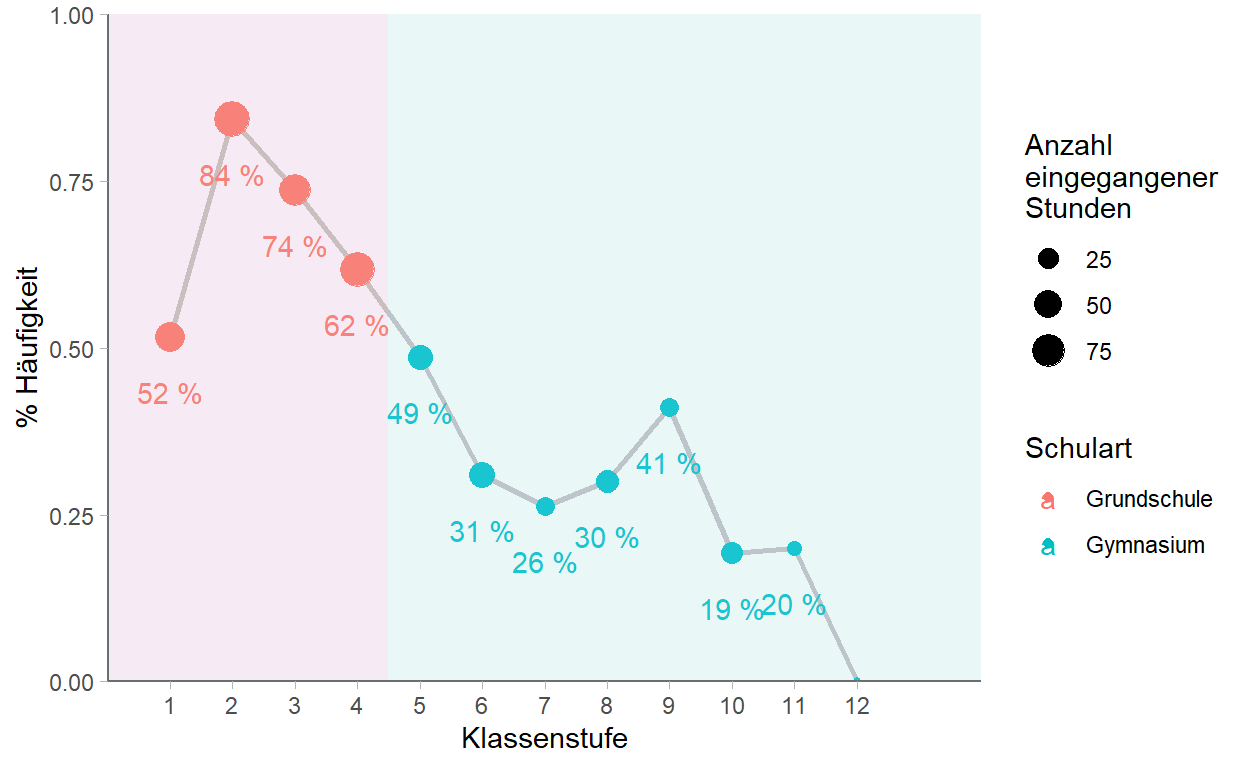 1.00
0.75
0.50
0.25
0.00
% Häufigkeit
84 %
74 %
62 %
52 %
49 %
41 %
31 %
30 %
26 %
19 %
20 %
1 2 3 4 5 6 7 8 9 10 11 12
Klassenstufe
Anzahl
eingegangener
Stunden
25
50
75
Schulart
a Grundschule
a Gymnasium